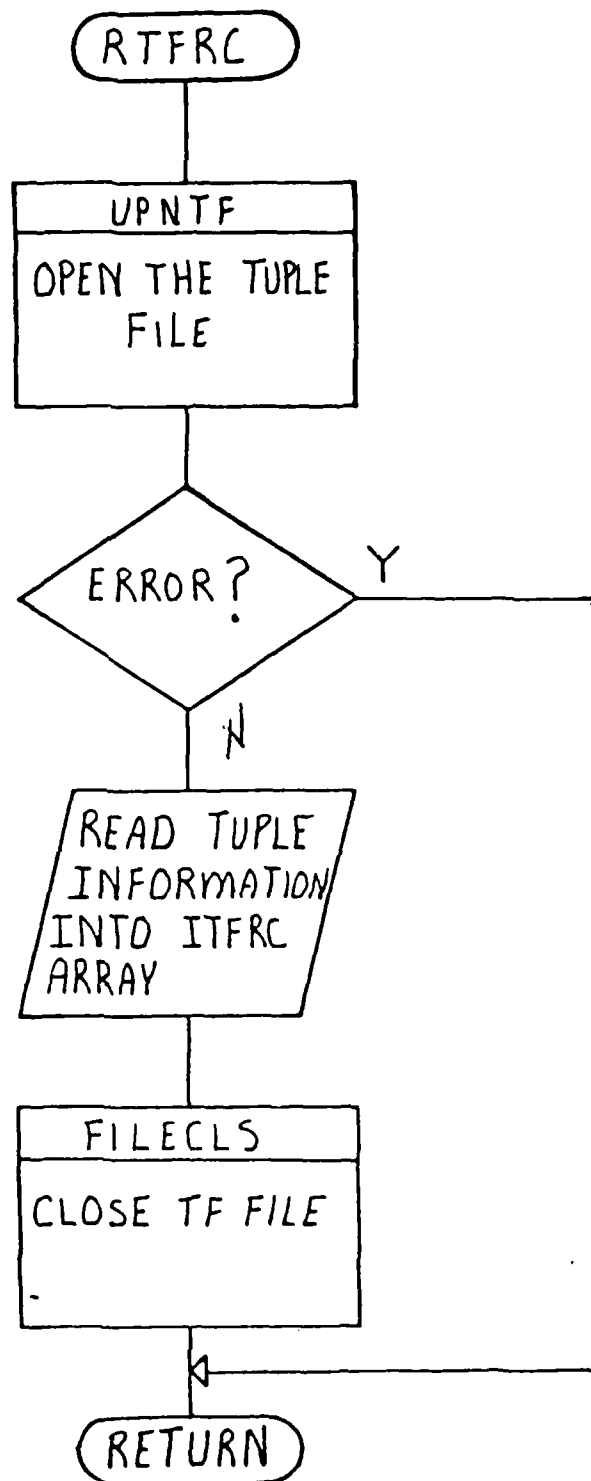 RTFRC
UPNTF
OPEN THE TUPLE
FILE
ERROR?
Y
N
READ TUPLE
INFORMATION
INTO ITFRC
ARRAY
FILECLS
CLOSE TF FILE
RETURN